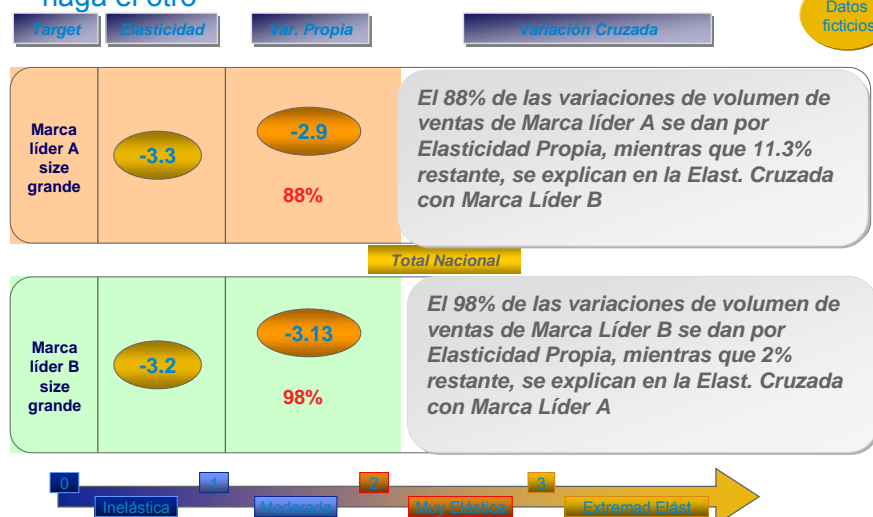 haga el otro
Datos
ficticios
Target
Elasticidad
Var. Propia
Variación Cruzada
Marca
líder A
size
grande
-3.3
-2.9
88%
El 88% de las variaciones de volumen de
ventas de Marca líder A se dan por
Elasticidad Propia, mientras que 11.3%
restante, se explican en la Elast. Cruzada
con Marca Líder B
Total Nacional
Marca
líder B
size
grande
-3.2
-3.13
98%
El 98% de las variaciones de volumen de
ventas de Marca Líder B se dan por
Elasticidad Propia, mientras que 2%
restante, se explican en la Elast. Cruzada
con Marca Líder A
0
1
2
3
Inelástica
Moderada
Muy Elástica
Extremad Elást